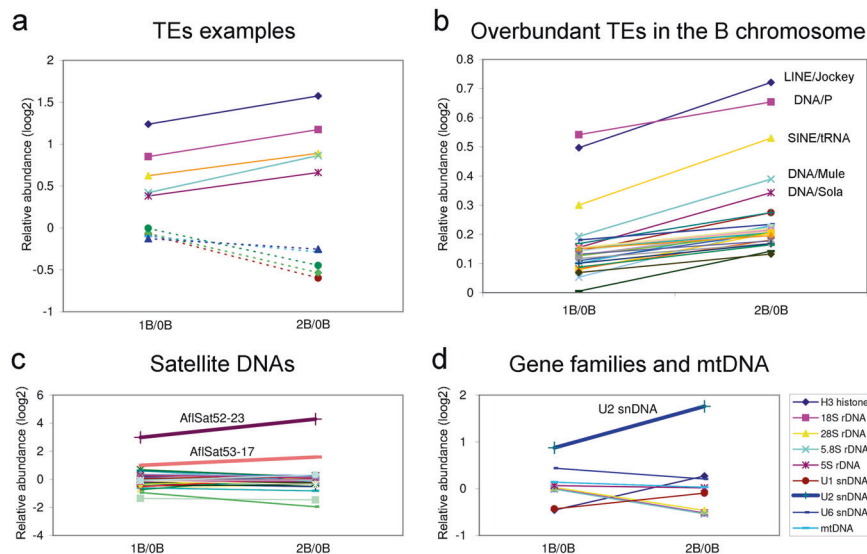 a
TEs examples
Relative abundance (loog2)
2
1.5
1
0.5
0
-0.5
-1
1B/0B
2B/0B
b
Overbundant TEs in the B chromosome
Relative abundance (loog2)
0.8
0.7
0.6
0.5
0.4
0.3
0.2
0.1
0
LINE/Jockey
DNA/P
SINE/tRNA
DNA/Mule
DNA/Sola
1B/0B
2B/0B
c
Satellite DNAs
Relative abundance (loog2)
6
4
2
0
-2
-4
AflSat52-23
AflSat53-17
1B/0B
2B/0B
d
Gene families and mtDNA
Relative abundance (loog2)
2
1
0
-1
U2 snDNA
1B/0B
2B/0B
H3 histone
18S rDNA
28S rDNA
5.8S rDNA
5S rDNA
U1 snDNA
U2 snDNA
U6 snDNA
mtDNA